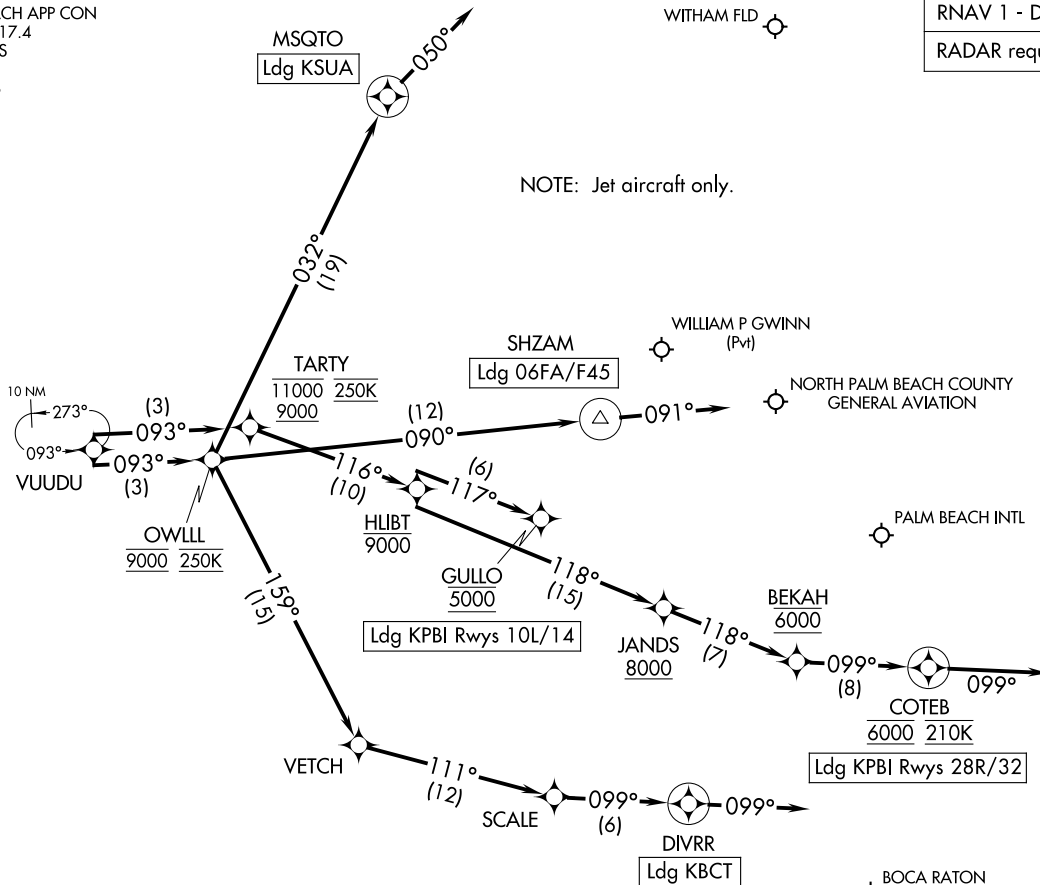 ACH APP CON
17.4
S
WITHAM FLD
RNAV 1 - D
RADAR requ
MSQTO
Ldg KSUA
050°
NOTE: Jet aircraft only.
032°
(19)
WILLIAM P GWINN
(Pvt)
SHZAM
Ldg 06FA/F45
TARTY
11000 250K
9000
NORTH PALM BEACH COUNTY
GENERAL AVIATION
10 NM
273°
093°
(3)
093°
093°
(3)
VUUDU
(12)
090°
091°
116°
(10)
(6)
117°
OWLLL
9000 250K
HLIBT
9000
PALM BEACH INTL
GULLO
5000
Ldg KPBI Rwys 10L/14
118°
(15)
159°
(15)
JANDS
8000
118°
(7)
BEKAH
6000
099°
(8)
099°
COTEB
6000 210K
Ldg KPBI Rwys 28R/32
VETCH
111°
(12)
SCALE
099°
(6)
099°
DIVRR
Ldg KBCT
BOCA RATON